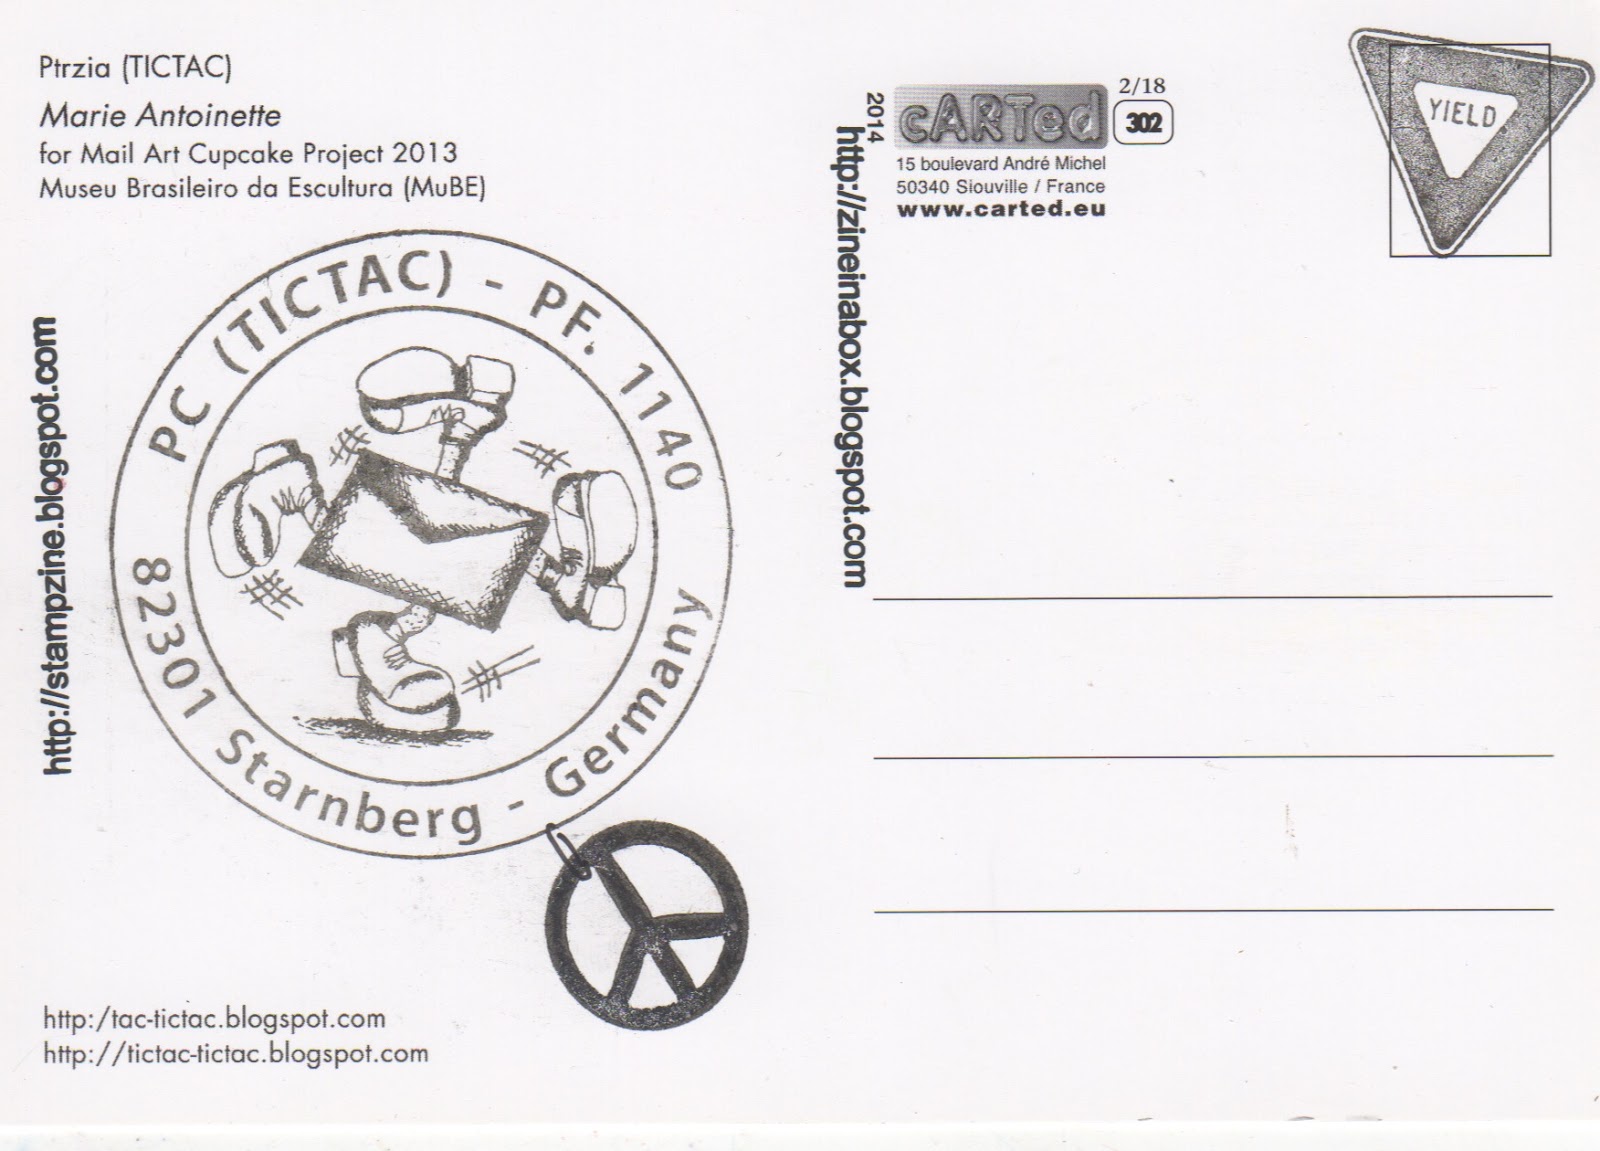 Ptrzia (TICTAC)
Marie Antoinette
for Mail Art Cupcake Project 2013
Museu Brasileiro da Escultura (MuBE)
http://stampzine.blogspot.com
PC (TICTAC) - PF. 1140
82301 Starnberg - Germany
http:/tac-tictac.blogspot.com
http://tictac-tictac.blogspot.com
2014
http://zineinabox.blogspot.com
cARTed
2/18
302
15 boulevard André Michel
50340 Siouville / France
www.carted.eu
YIELD